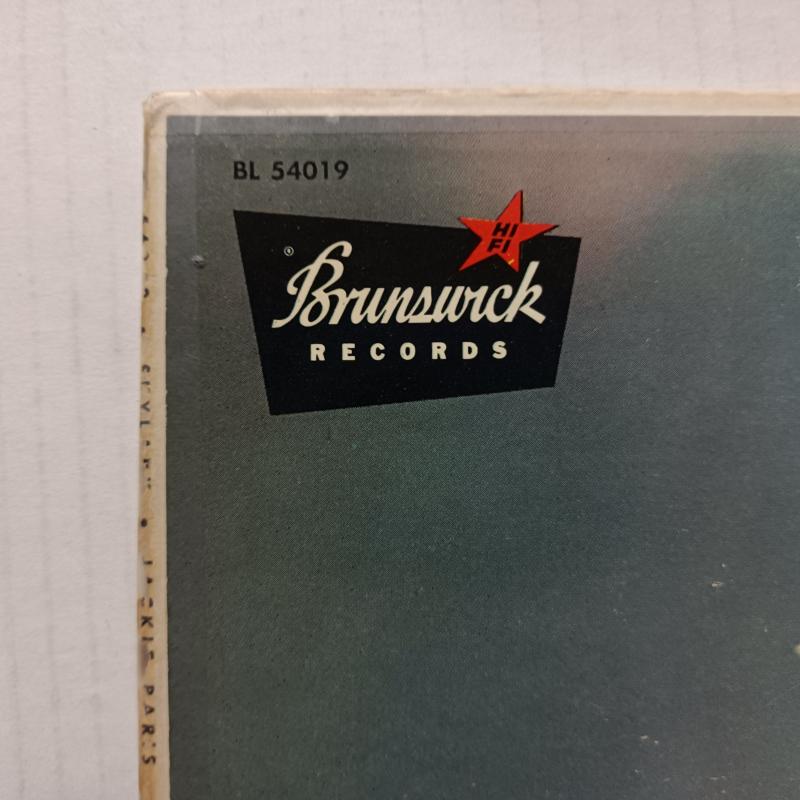 BL 54019
HI
FI
®
Brunswick
RECORDS
JACKIE PARIS